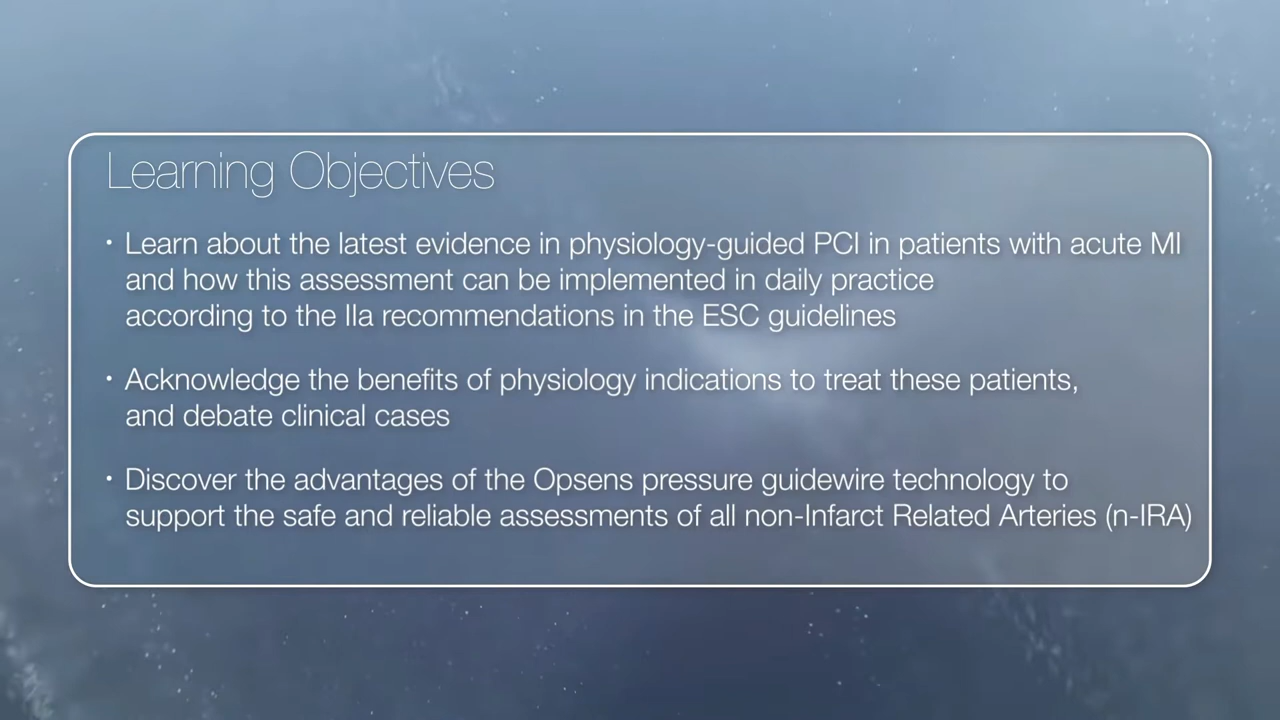 Learning Objectives
• Learn about the latest evidence in physiology-guided PCI in patients with acute MI
and how this assessment can be implemented in daily practice
according to the IIa recommendations in the ESC guidelines
• Acknowledge the benefits of physiology indications to treat these patients,
and debate clinical cases
• Discover the advantages of the Opsens pressure guidewire technology to
support the safe and reliable assessments of all non-Infarct Related Arteries (n-IRA)